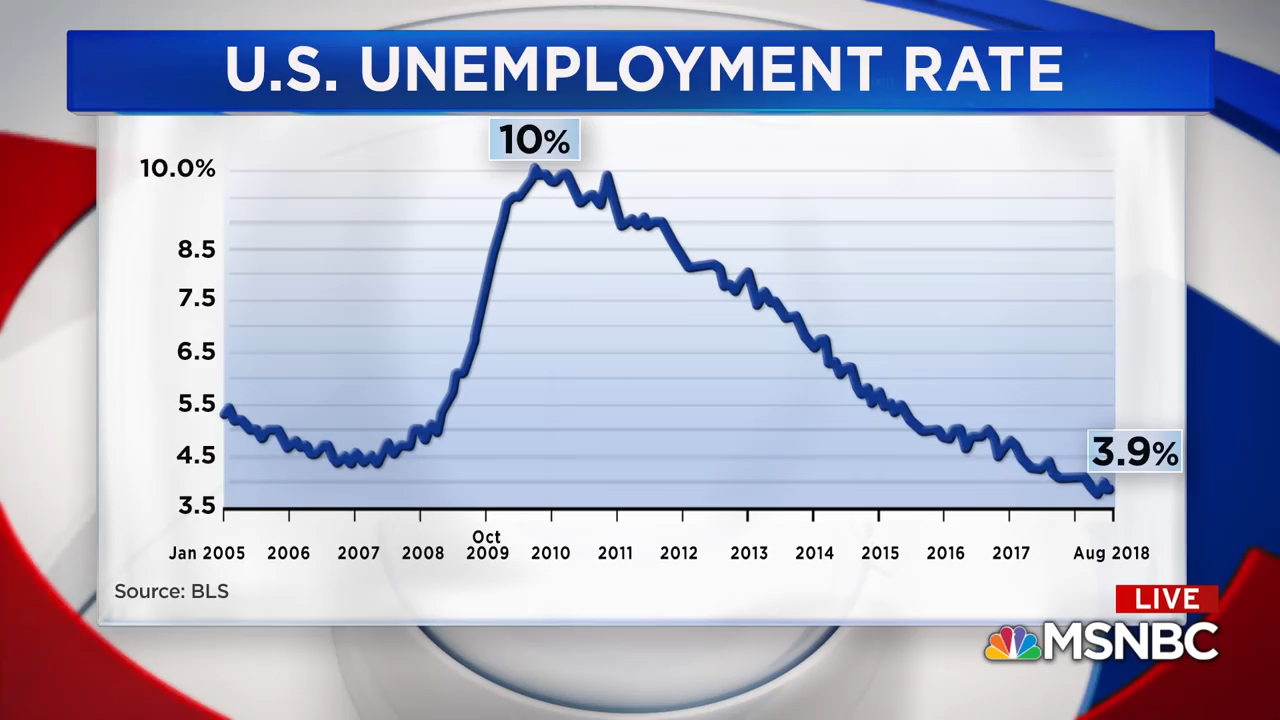 U.S. UNEMPLOYMENT RATE
10%
10.0%
8.5
7.5
6.5
5.5
4.5
3.5
3.9%
Jan 2005 2006 2007 2008 Oct 2009 2010 2011 2012 2013 2014 2015 2016 2017 Aug 2018
Source: BLS
LIVE
MSNBC